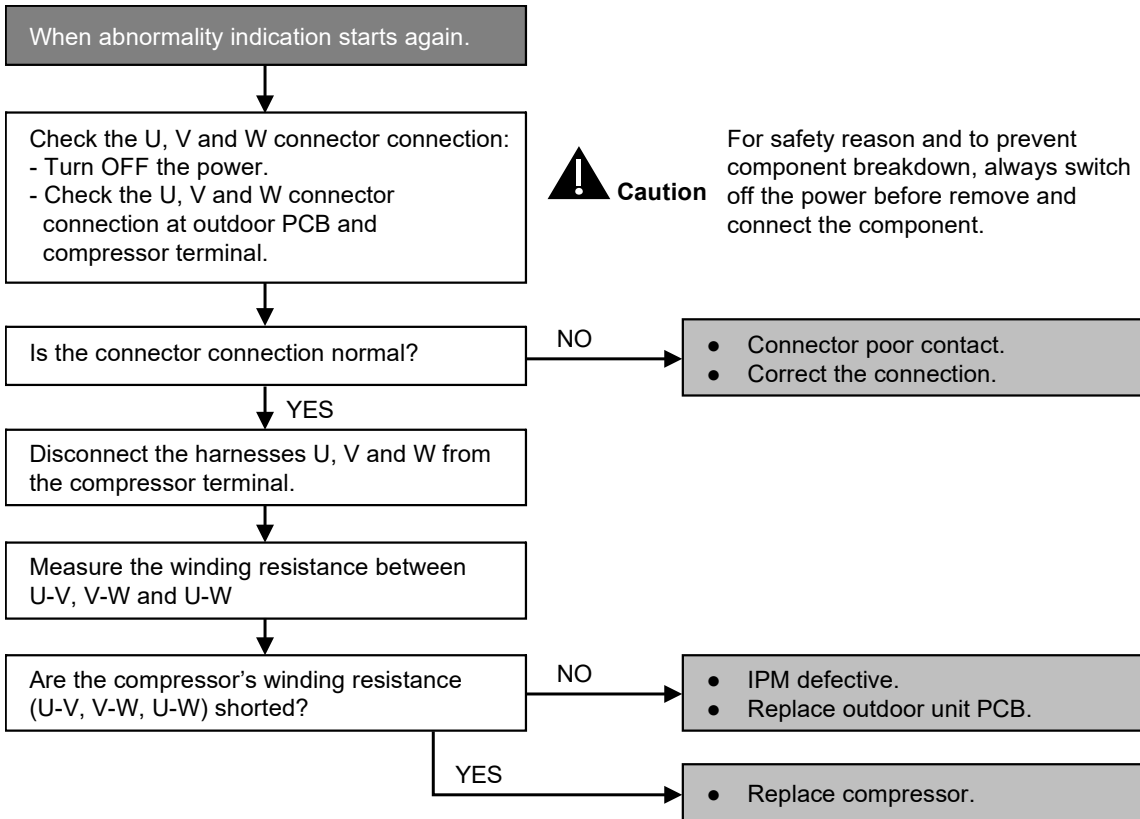 When abnormality indication starts again.
Check the U, V and W connector connection:
- Turn OFF the power.
- Check the U, V and W connector
connection at outdoor PCB and
compressor terminal.
Caution
For safety reason and to prevent
component breakdown, always switch
off the power before remove and
connect the component.
Is the connector connection normal?
NO
● Connector poor contact.
● Correct the connection.
YES
Disconnect the harnesses U, V and W from
the compressor terminal.
Measure the winding resistance between
U-V, V-W and U-W
Are the compressor’s winding resistance
(U-V, V-W, U-W) shorted?
NO
● IPM defective.
● Replace outdoor unit PCB.
YES
● Replace compressor.